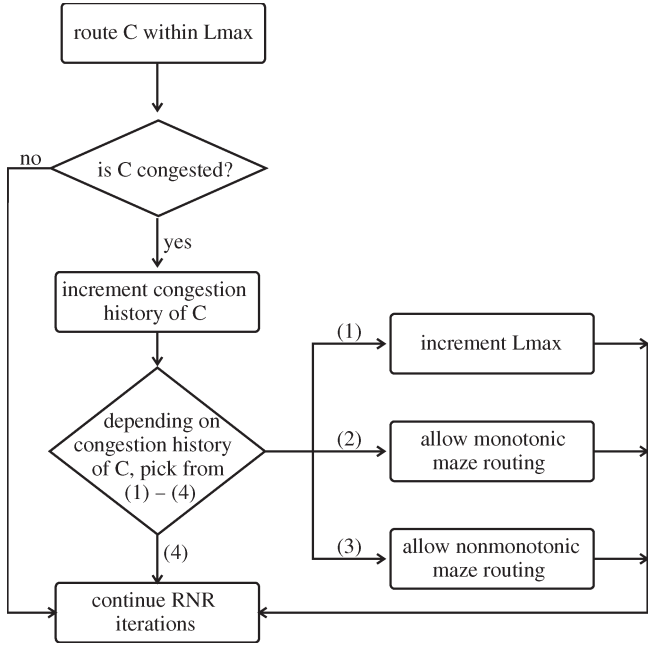 route C within Lmax
no
is C congested?
yes
increment congestion
history of C
(1)
increment Lmax
depending on
congestion history
of C, pick from
(1) – (4)
(2)
allow monotonic
maze routing
(3)
allow nonmonotonic
maze routing
(4)
continue RNR
iterations